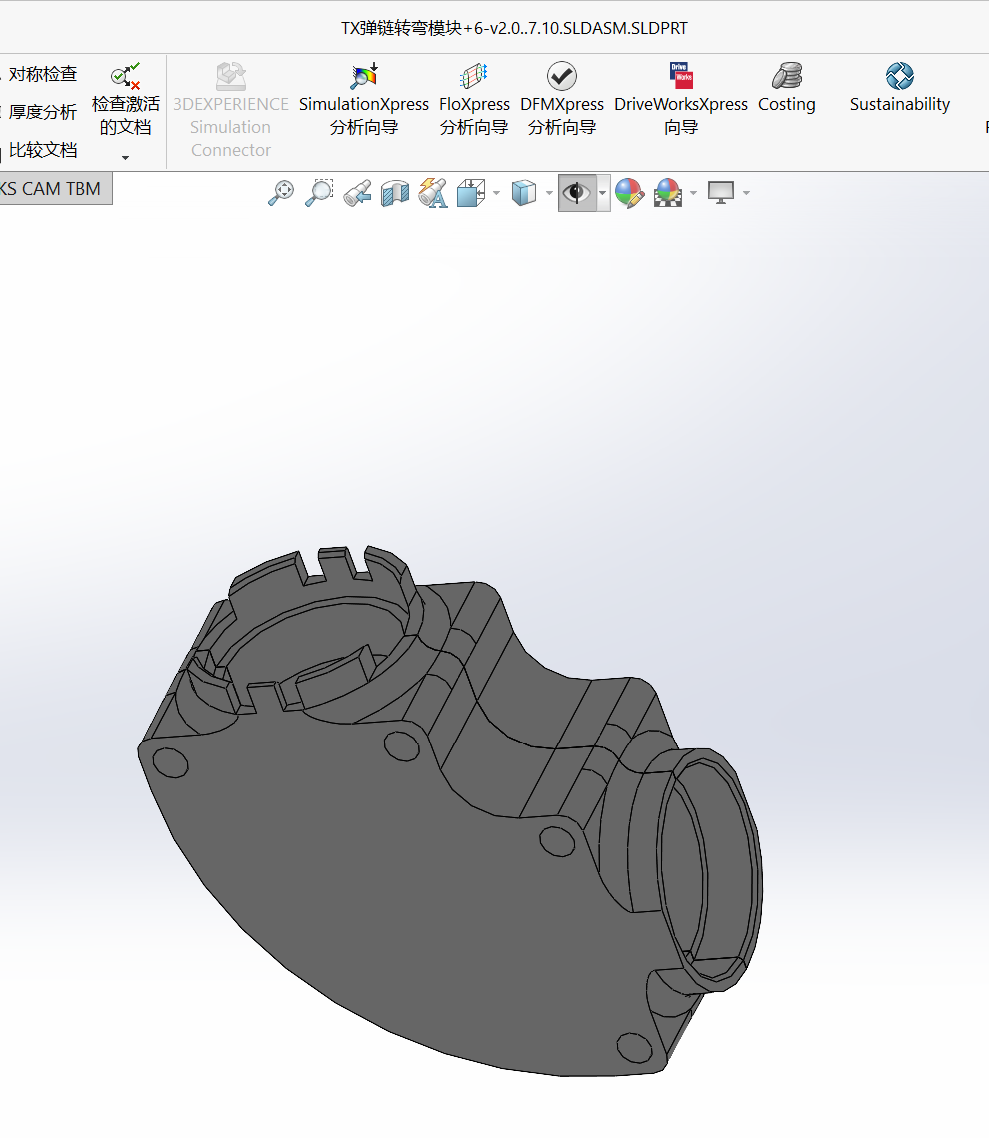 TX弹链转弯模块+6-v2.0..7.10.SLDASM.SLDPRT
对称检查
厚度分析
比较文档
检查激活
的文档
3DEXPERIENCE
Simulation
Connector
SimulationXpress
分析向导
FloXpress
分析向导
DFMXpress
分析向导
Drive
Works
DriveWorksXpress
向导
Costing
Sustainability
KS CAM TBM